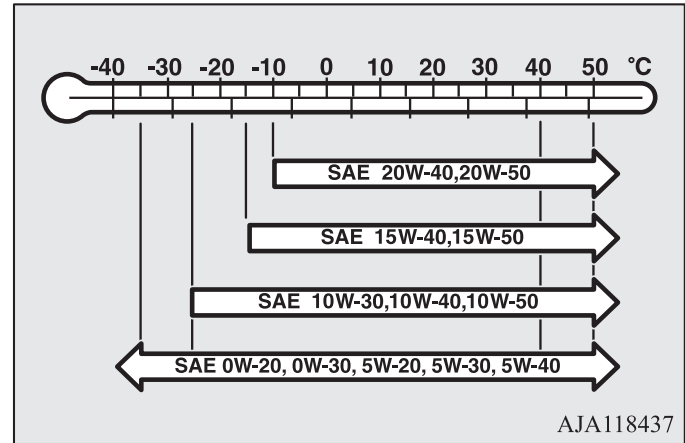 -40 -30 -20 -10 0 10 20 30 40 50 °C
SAE 20W-40,20W-50
SAE 15W-40,15W-50
SAE 10W-30,10W-40,10W-50
SAE 0W-20, 0W-30, 5W-20, 5W-30, 5W-40
AJA118437